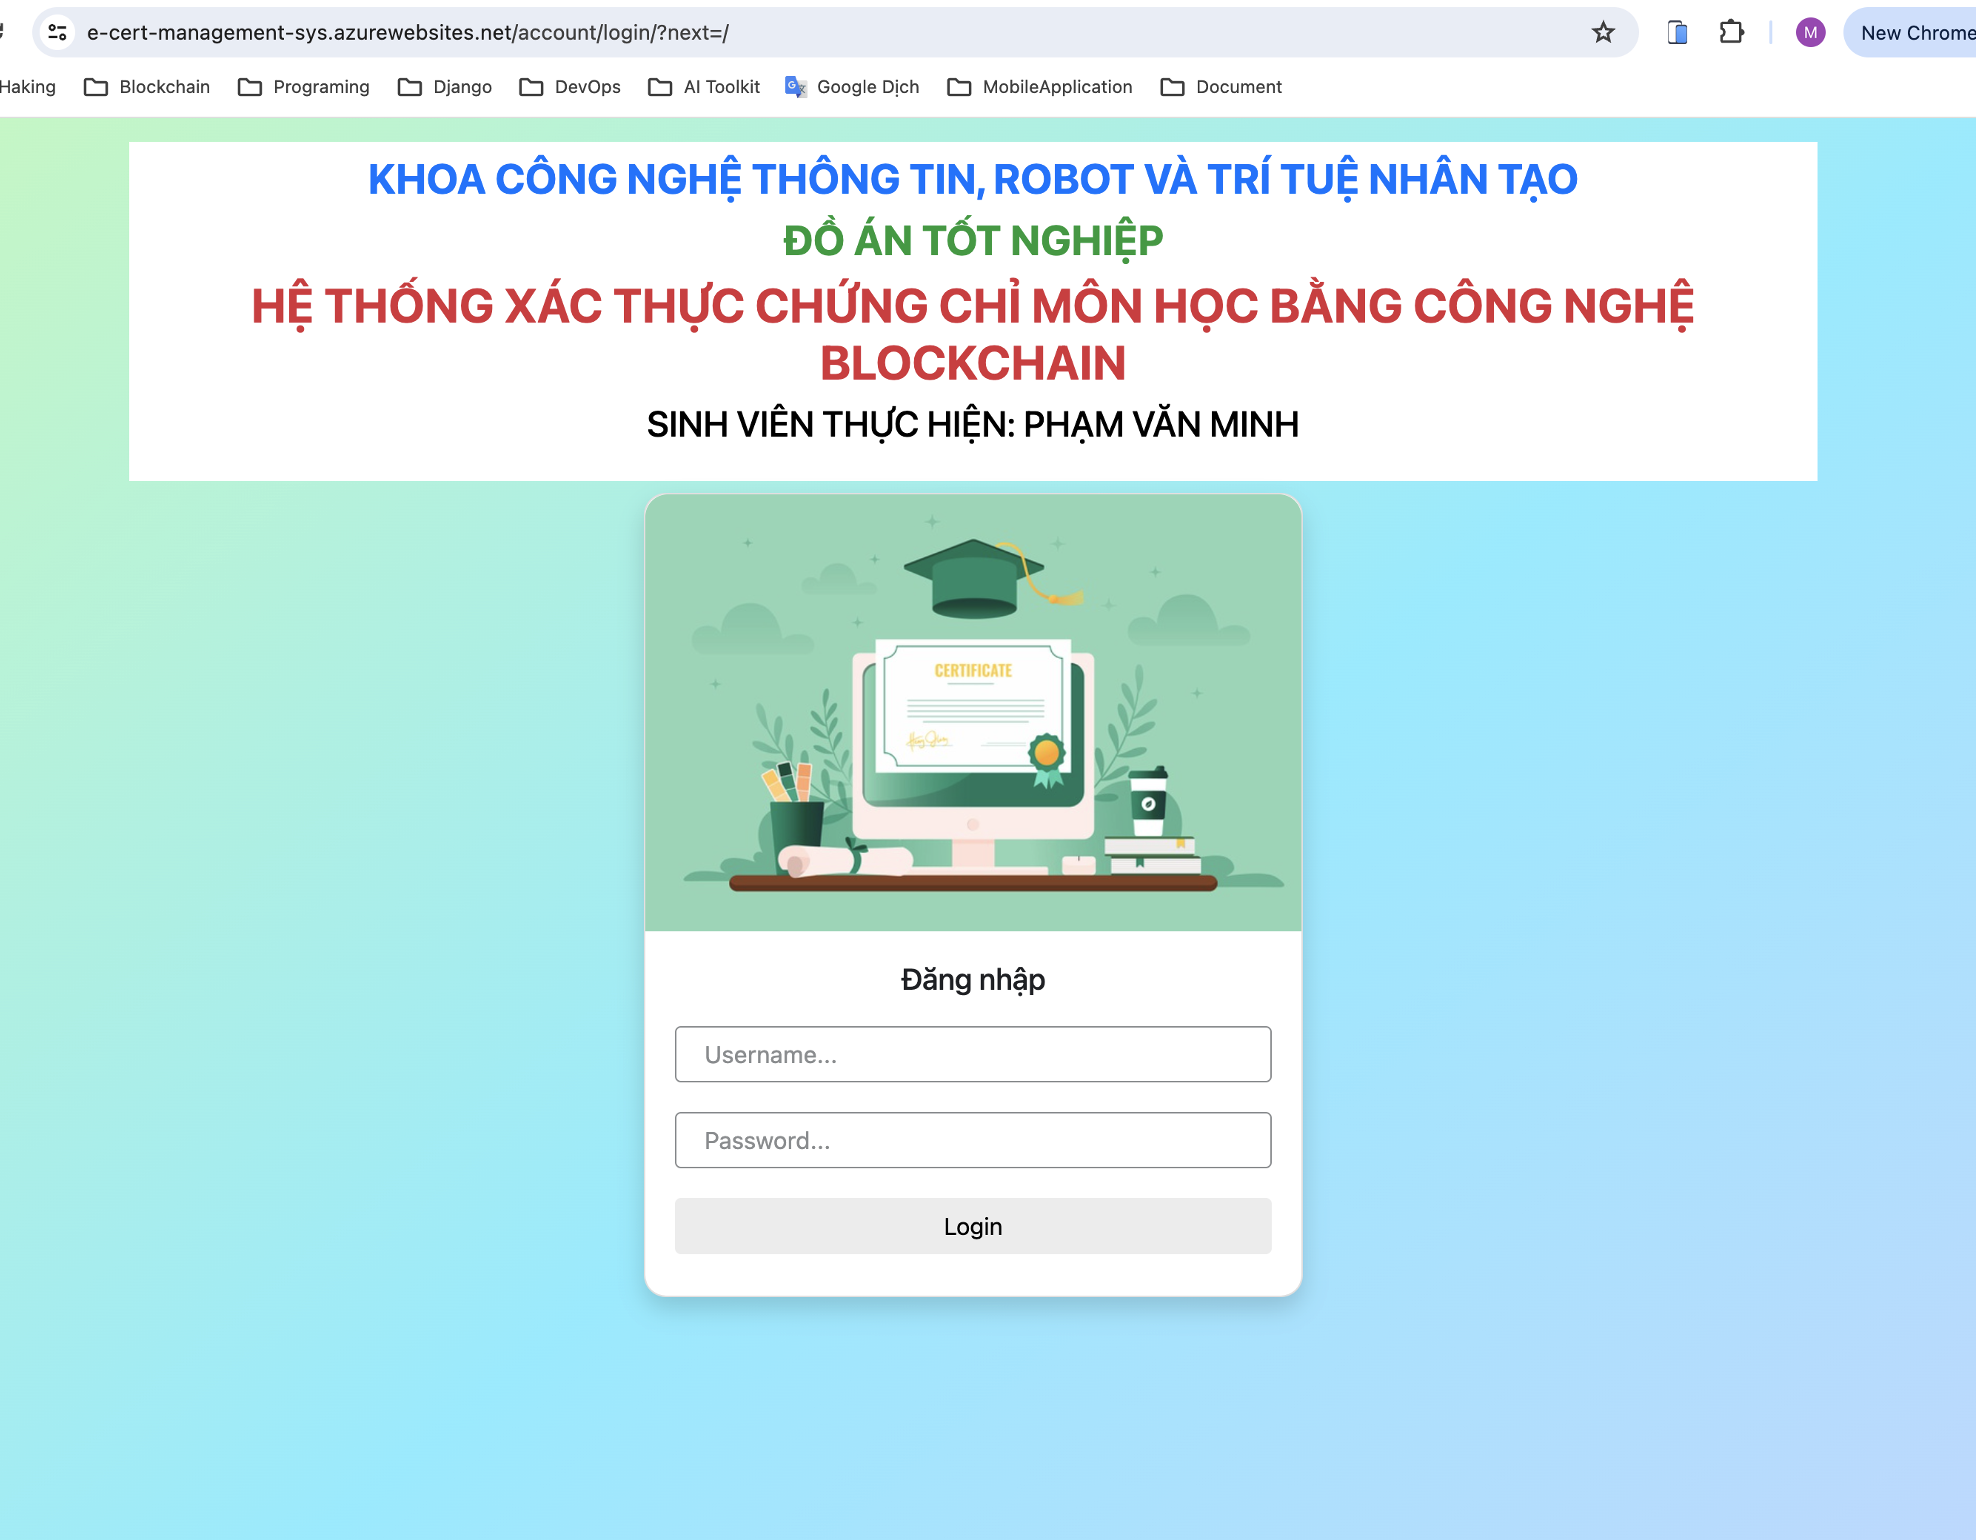 e-cert-management-sys.azurewebsites.net/account/login/?next=/
M
New Chrome
Haking Blockchain Programing Django DevOps AI Toolkit Google Dịch MobileApplication Document
KHOA CÔNG NGHỆ THÔNG TIN, ROBOT VÀ TRÍ TUỆ NHÂN TẠO
ĐỒ ÁN TỐT NGHIỆP
HỆ THỐNG XÁC THỰC CHỨNG CHỈ MÔN HỌC BẰNG CÔNG NGHỆ
BLOCKCHAIN
SINH VIÊN THỰC HIỆN: PHẠM VĂN MINH
CERTIFICATE
Đăng nhập
Username...
Password...
Login